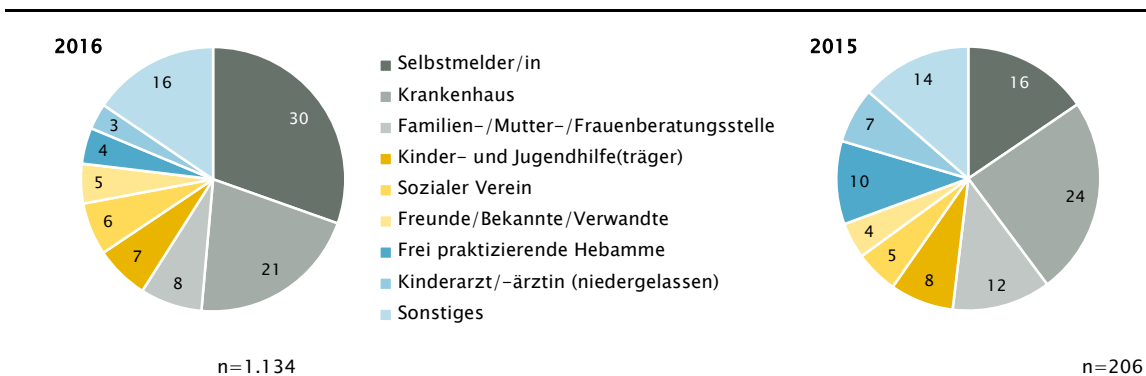 2016
30
21
8
7
6
5
4
3
16
n=1.134
Selbstmelder/in
Krankenhaus
Familien-/Mutter-/Frauenberatungsstelle
Kinder- und Jugendhilfe(träger)
Sozialer Verein
Freunde/Bekannte/Verwandte
Frei praktizierende Hebamme
Kinderarzt/-ärztin (niedergelassen)
Sonstiges
2015
16
24
12
8
5
4
10
7
14
n=206